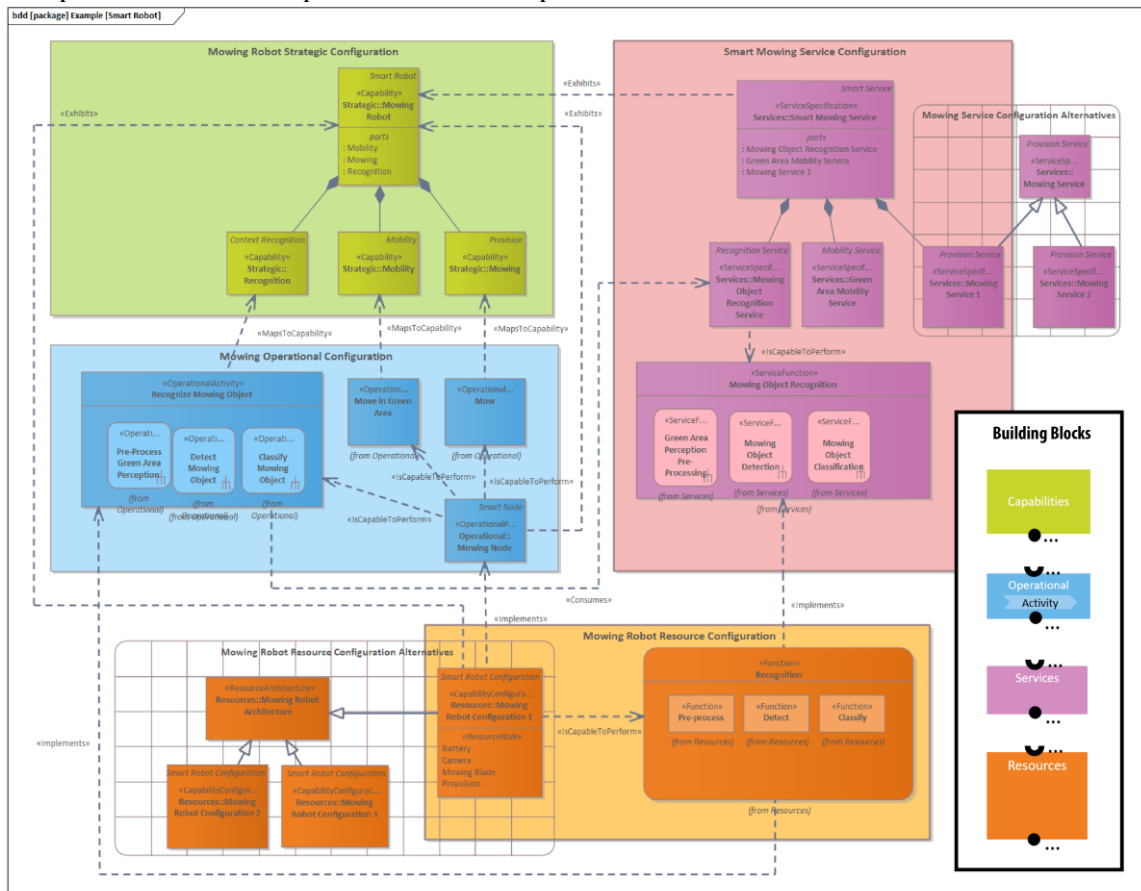 bdd [package] Example [Smart Robot]
Mowing Robot Strategic Configuration
Smart Robot
«Capability»
Strategic::Mowing
Robot
parts
: Mobility
: Mowing
: Recognition
«Exhibits»
«Exhibits»
«Exhibits»
Context Recognition
«Capability»
Strategic::
Recognition
Mobility
«Capability»
Strategic::Mobility
Provision
«Capability»
Strategic::Mowing
«MapsToCapability»
«MapsToCapability»
«MapsToCapability»
Smart Mowing Service Configuration
Smart Service
«ServiceSpecification»
Services::Smart Mowing Service
parts
: Mowing Object Recognition Service
: Green Area Mobility Service
: Mowing Service 1
Mowing Service Configuration Alternatives
Provision Service
«ServiceSp...
Services::
Mowing Service
Recognition Service
«ServiceSpecif...
Services::Mowing
Object
Recognition
Service
Mobility Service
«ServiceSpecif...
Services::Green
Area Mobility
Service
Provision Service
«ServiceSpecif...
Services::Mowing
Service 1
Provision Service
«ServiceSpecif...
Services::Mowing
Service 2
«IsCapableToPerform»
«ServiceFunction»
Mowing Object Recognition
«ServiceF...
Green Area
Perception
Pre-
Processing
(from Services)
«ServiceF...
Mowing
Object
Detection
(from Services)
«ServiceF...
Mowing
Object
Classification
(from Services)
(from Services)
Mowing Operational Configuration
«OperationalActivity»
Recognize Mowing Object
«Operati...
Pre-Process
Green Area
Perception
(from
Operational)
«Operati...
Detect
Mowing
Object
(from
Operational)
«Operati...
Classify
Mowing
Object
(from
Operational)
(from Operational)
«Operation...
Move in Green
Area
(from Operational)
«Operational...
Mow
(from Operational)
«IsCapableToPerform»
«IsCapableToPerform»
«IsCapableToPerform»
Smart Node
«OperationalP...
Operational::
Mowing Node
«Consumes»
«Implements»
«Implements»
«Implements»
Mowing Robot Resource Configuration Alternatives
«ResourceArchitecture»
Resources::Mowing Robot
Architecture
Smart Robot Configuration
«CapabilityConfigur...
Resources::Mowing
Robot Configuration 2
Smart Robot Configuration
«CapabilityConfigurat...
Resources::Mowing
Robot Configuration 3
Mowing Robot Resource Configuration
Smart Robot Configuration
«CapabilityConfigura...
Resources::Mowing
Robot Configuration 1
«ResourceRole»
Battery
Camera
Mowing Blade
Propulsion
«IsCapableToPerform»
«Function»
Recognition
«Function»
Pre-process
(from Resources)
«Function»
Detect
(from Resources)
«Function»
Classify
(from Resources)
(from Resources)
Building Blocks
Capabilities
...
...
Operational
Activity
...
...
Services
...
...
Resources
...